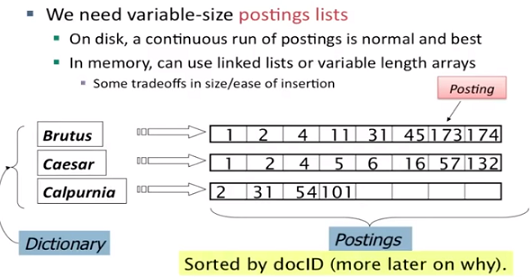 We need variable-size postings lists
On disk, a continuous run of postings is normal and best
In memory, can use linked lists or variable length arrays
Some tradeoffs in size/ease of insertion
Posting
Brutus 1 2 4 11 31 45 173 174
Caesar 1 2 4 5 6 16 57 132
Calpurnia 2 31 54 101
Dictionary
Postings
Sorted by docID (more later on why).